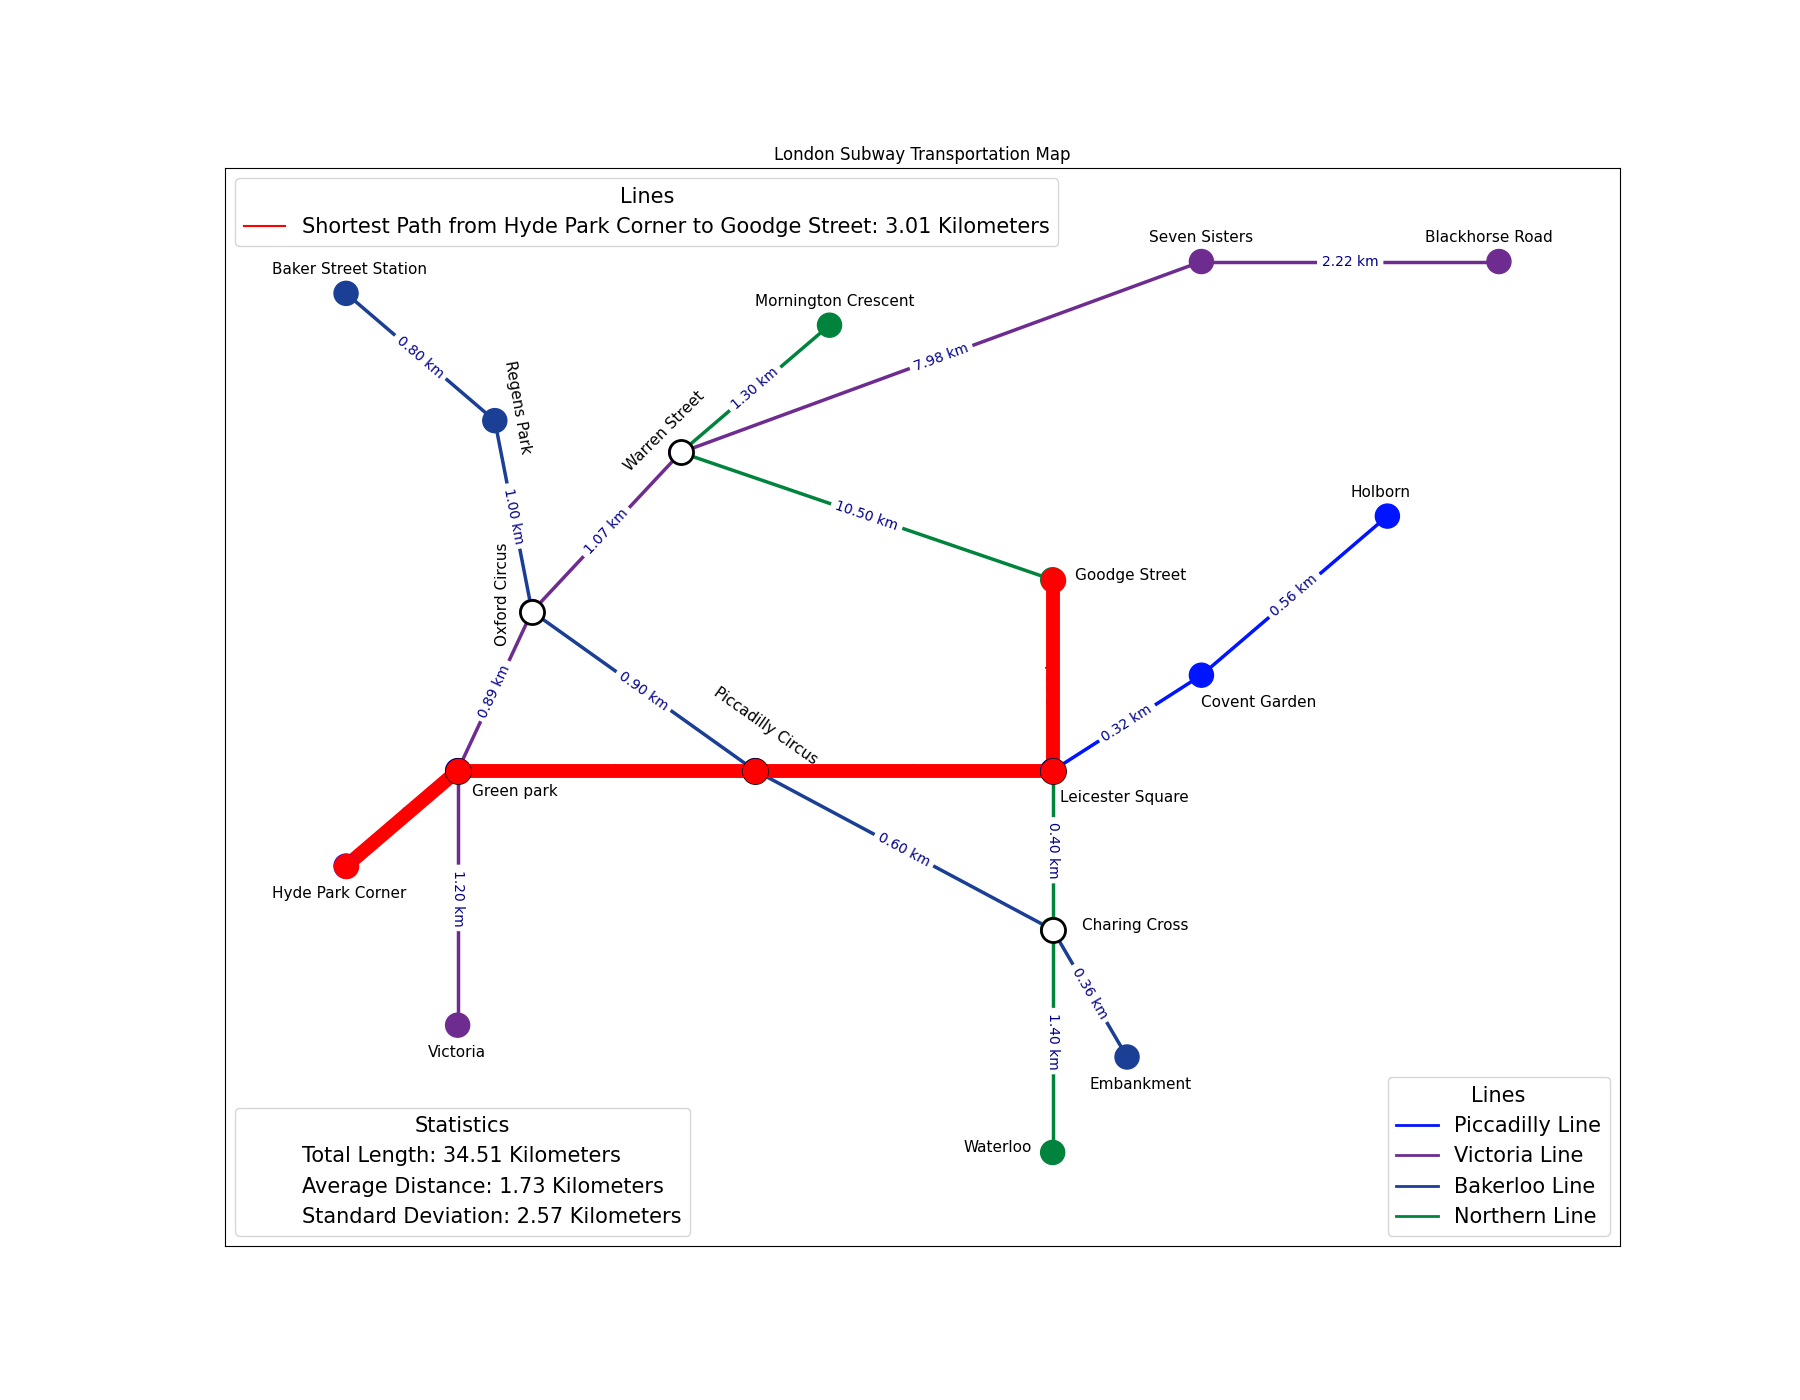 London Subway Transportation Map
Lines
Shortest Path from Hyde Park Corner to Goodge Street: 3.01 Kilometers
Seven Sisters
Blackhorse Road
2.22 km
Baker Street Station
Mornington Crescent
0.80 km
7.98 km
1.30 km
Regens Park
Warren Street
1.00 km
10.50 km
1.07 km
Holborn
Oxford Circus
Goodge Street
0.56 km
0.89 km
0.90 km
Piccadilly Circus
Covent Garden
0.32 km
Green park
Leicester Square
0.60 km
0.40 km
Hyde Park Corner
1.20 km
Charing Cross
0.36 km
1.40 km
Victoria
Embankment
Waterloo
Statistics
Total Length: 34.51 Kilometers
Average Distance: 1.73 Kilometers
Standard Deviation: 2.57 Kilometers
Lines
Piccadilly Line
Victoria Line
Bakerloo Line
Northern Line